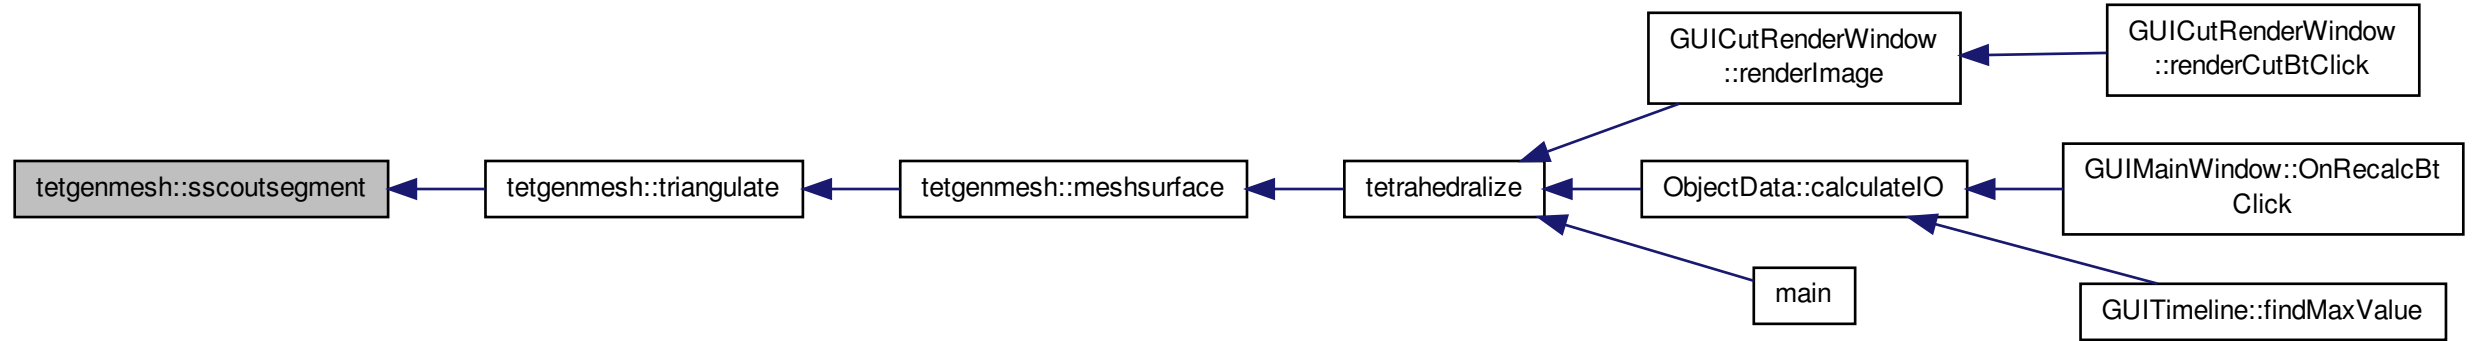 tetgenmesh::sscoutsegment
tetgenmesh::triangulate
tetgenmesh::meshsurface
tetrahedralize
GUICutRenderWindow
::renderImage
GUICutRenderWindow
::renderCutBtClick
ObjectData::calculateIO
GUIMainWindow::OnRecalcBt
Click
GUITimeline::findMaxValue
main